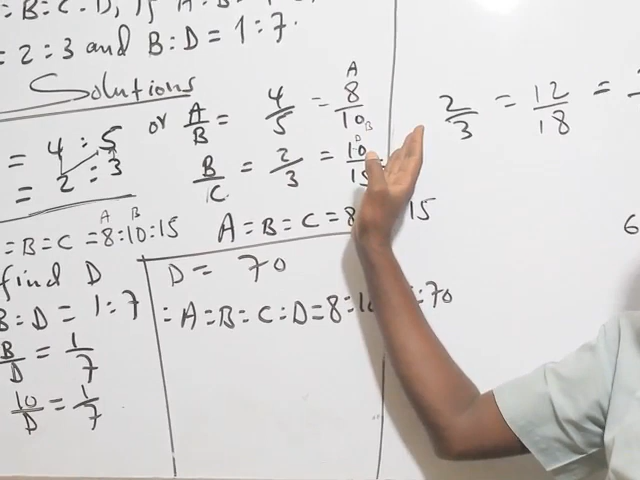 : B : C : D, if A : B
= 2 : 3 and B : D = 1 : 7.
Solutions
= 4 : 5
= 2 : 3
or A/B = 4/5 = A 8/10 B
B/C = 2/3 = 10/15
A B
= B = C = 8 : 10 : 15
A = B = C = 8 15
find D
B : D = 1 : 7
B/D = 1/7
10/D = 1/7
D = 70
= A = B = C : D = 8 = 10 : 70
2/3 = 12/18 =
6